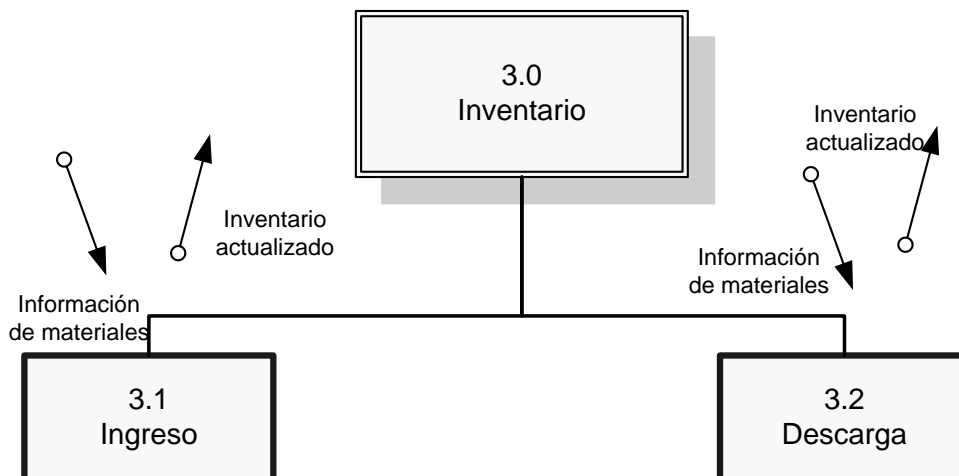 3.0
Inventario
Inventario
actualizado
Inventario
actualizado
Información
de materiales
Información
de materiales
3.1
Ingreso
3.2
Descarga